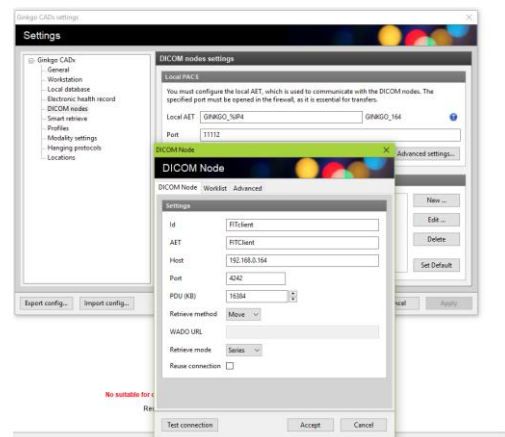 Ginkgo CADx settings
Settings
Ginkgo CADx
General
Workstation
Local database
Electronic health record
DICOM nodes
Smart retrieve
Profiles
Modality settings
Hanging protocols
Locations
DICOM nodes settings
Local PACS
You must configure the local AET, which is used to communicate with the DICOM nodes. The
specified port must be opened in the firewall, as it is essential for transfers.
Local AET GINKGO_%IP4 GINKGO_164
Port 11112
Advanced settings...
New ...
Edit ...
Delete
Set Default
Export config... Import config... Apply
DICOM Node
DICOM Node
DICOM Node Worklist Advanced
Settings
Id FITclient
AET FITClient
Host 192.168.0.164
Port 4242
PDU (KB) 16384
Retrieve method Move
WADO URL
Retrieve mode Series
Reuse connection
Test connection Accept Cancel
No suitable for